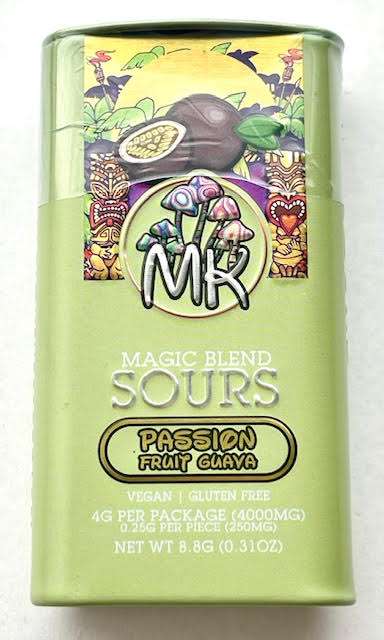 MK
MAGIC BLEND
SOURS
PASSION
FRUIT GUAVA
VEGAN | GLUTEN FREE
4G PER PACKAGE (4000MG)
0.25G PER PIECE (250MG)
NET WT 8.8G (0.31OZ)